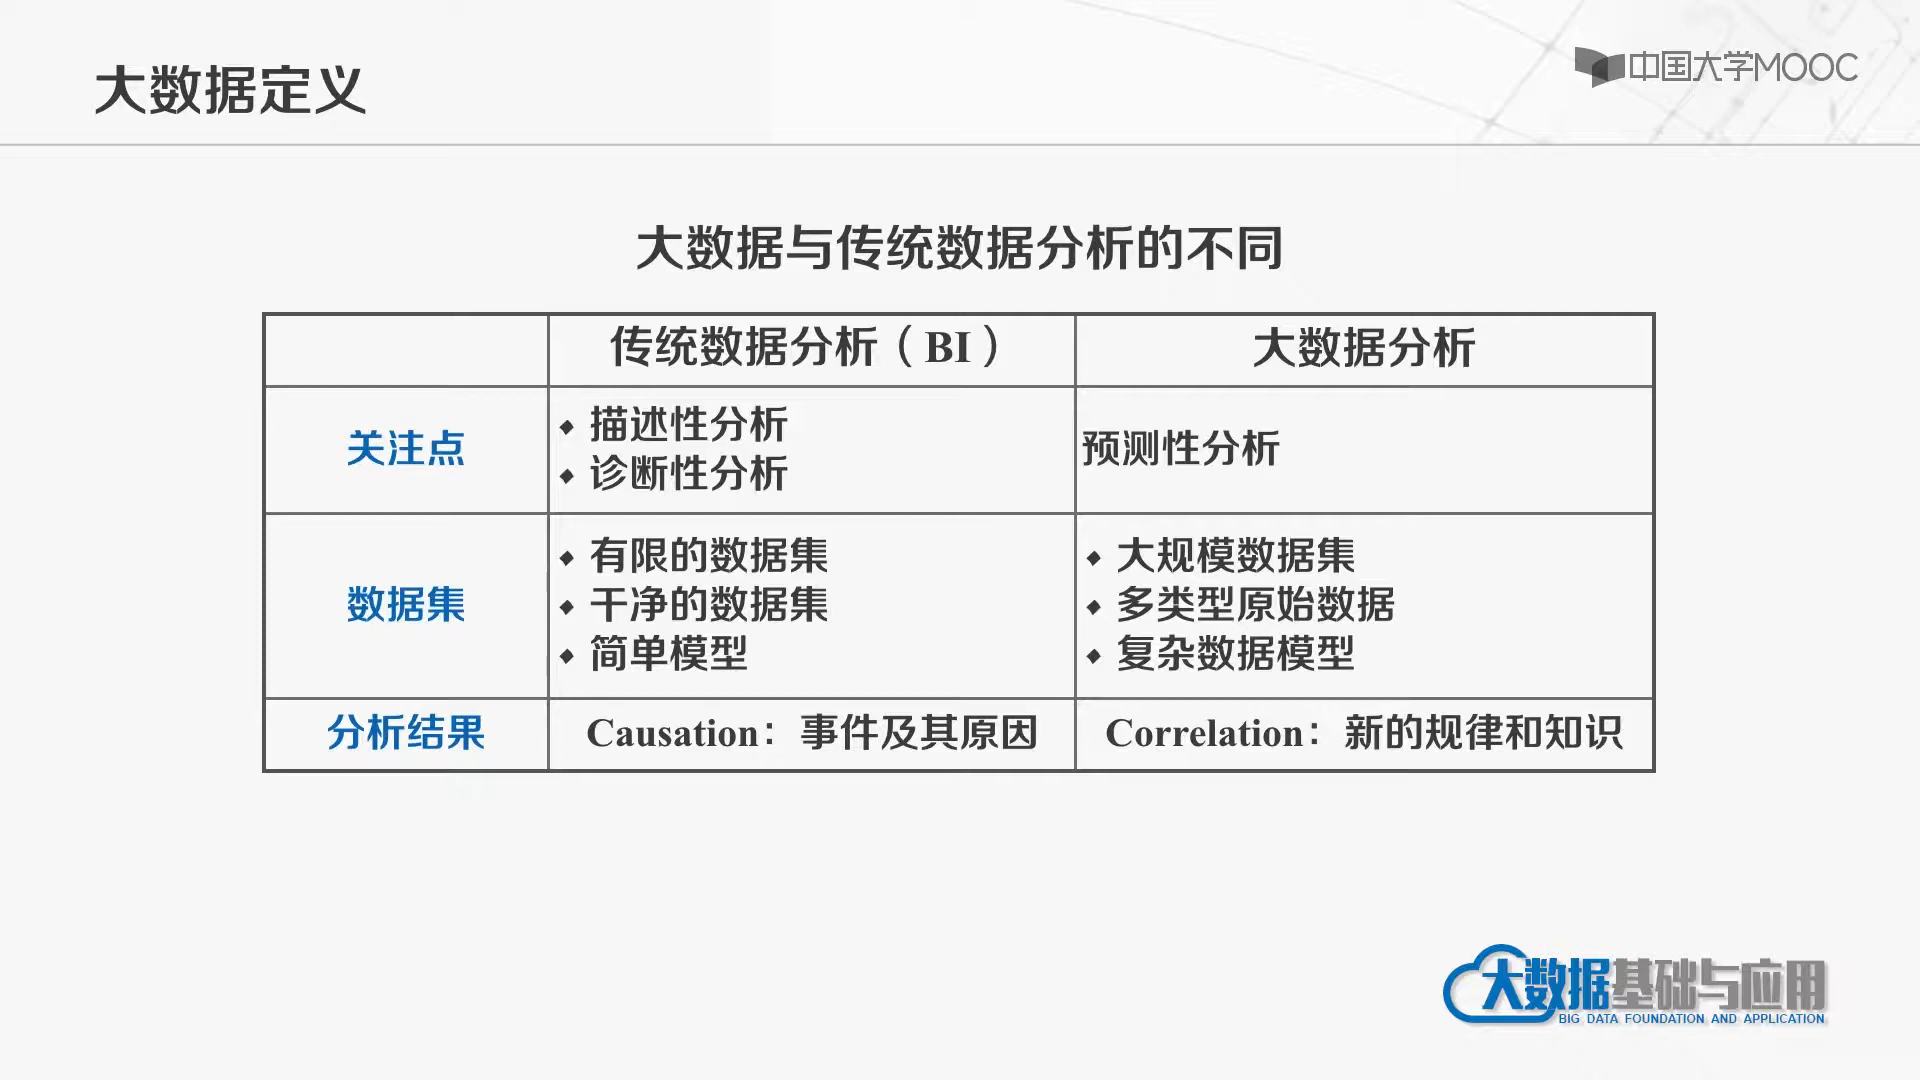 大数据定义
中国大学MOOC
大数据与传统数据分析的不同
传统数据分析（BI）
大数据分析
关注点
描述性分析
诊断性分析
预测性分析
数据集
有限的数据集
干净的数据集
简单模型
大规模数据集
多类型原始数据
复杂数据模型
分析结果
Causation：事件及其原因
Correlation：新的规律和知识
大数据基础与应用
BIG DATA FOUNDATION AND APPLICATION